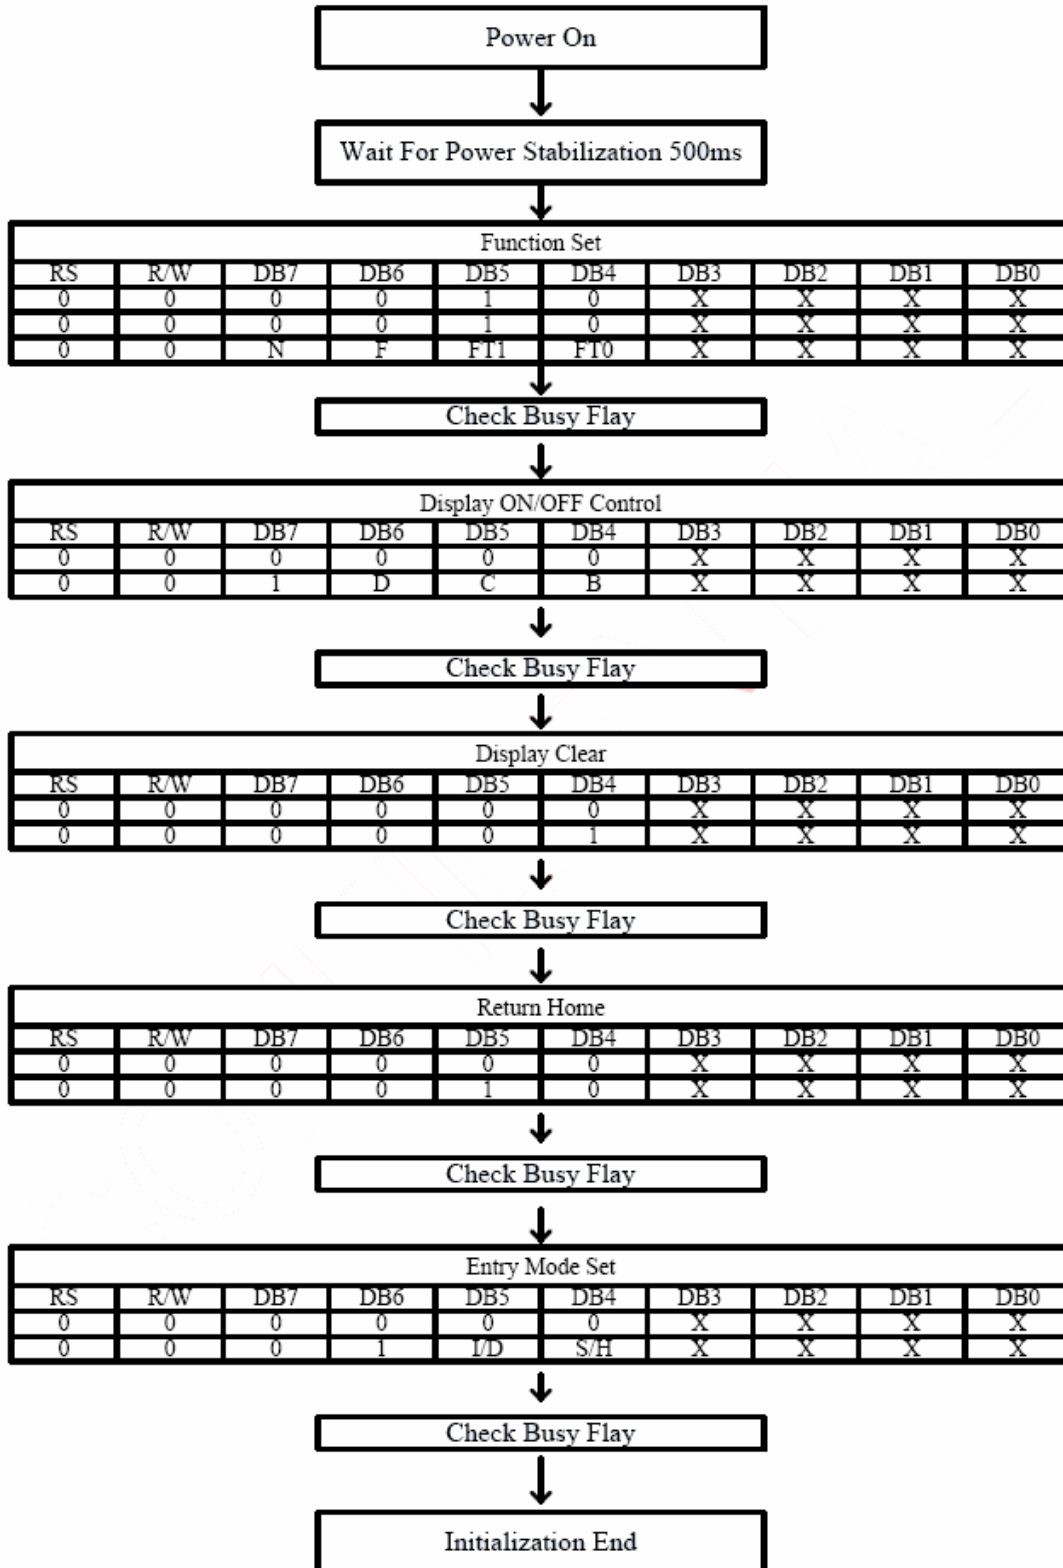 Power On
Wait For Power Stabilization 500ms
Function Set
RS R/W DB7 DB6 DB5 DB4 DB3 DB2 DB1 DB0
0 0 0 0 1 0 X X X X
0 0 0 0 1 0 X X X X
0 0 N F FT1 FT0 X X X X
Check Busy Flay
Display ON/OFF Control
RS R/W DB7 DB6 DB5 DB4 DB3 DB2 DB1 DB0
0 0 0 0 0 0 X X X X
0 0 1 D C B X X X X
Check Busy Flay
Display Clear
RS R/W DB7 DB6 DB5 DB4 DB3 DB2 DB1 DB0
0 0 0 0 0 0 X X X X
0 0 0 0 0 1 X X X X
Check Busy Flay
Return Home
RS R/W DB7 DB6 DB5 DB4 DB3 DB2 DB1 DB0
0 0 0 0 0 0 X X X X
0 0 0 0 1 0 X X X X
Check Busy Flay
Entry Mode Set
RS R/W DB7 DB6 DB5 DB4 DB3 DB2 DB1 DB0
0 0 0 0 0 0 X X X X
0 0 0 1 I/D S/H X X X X
Check Busy Flay
Initialization End